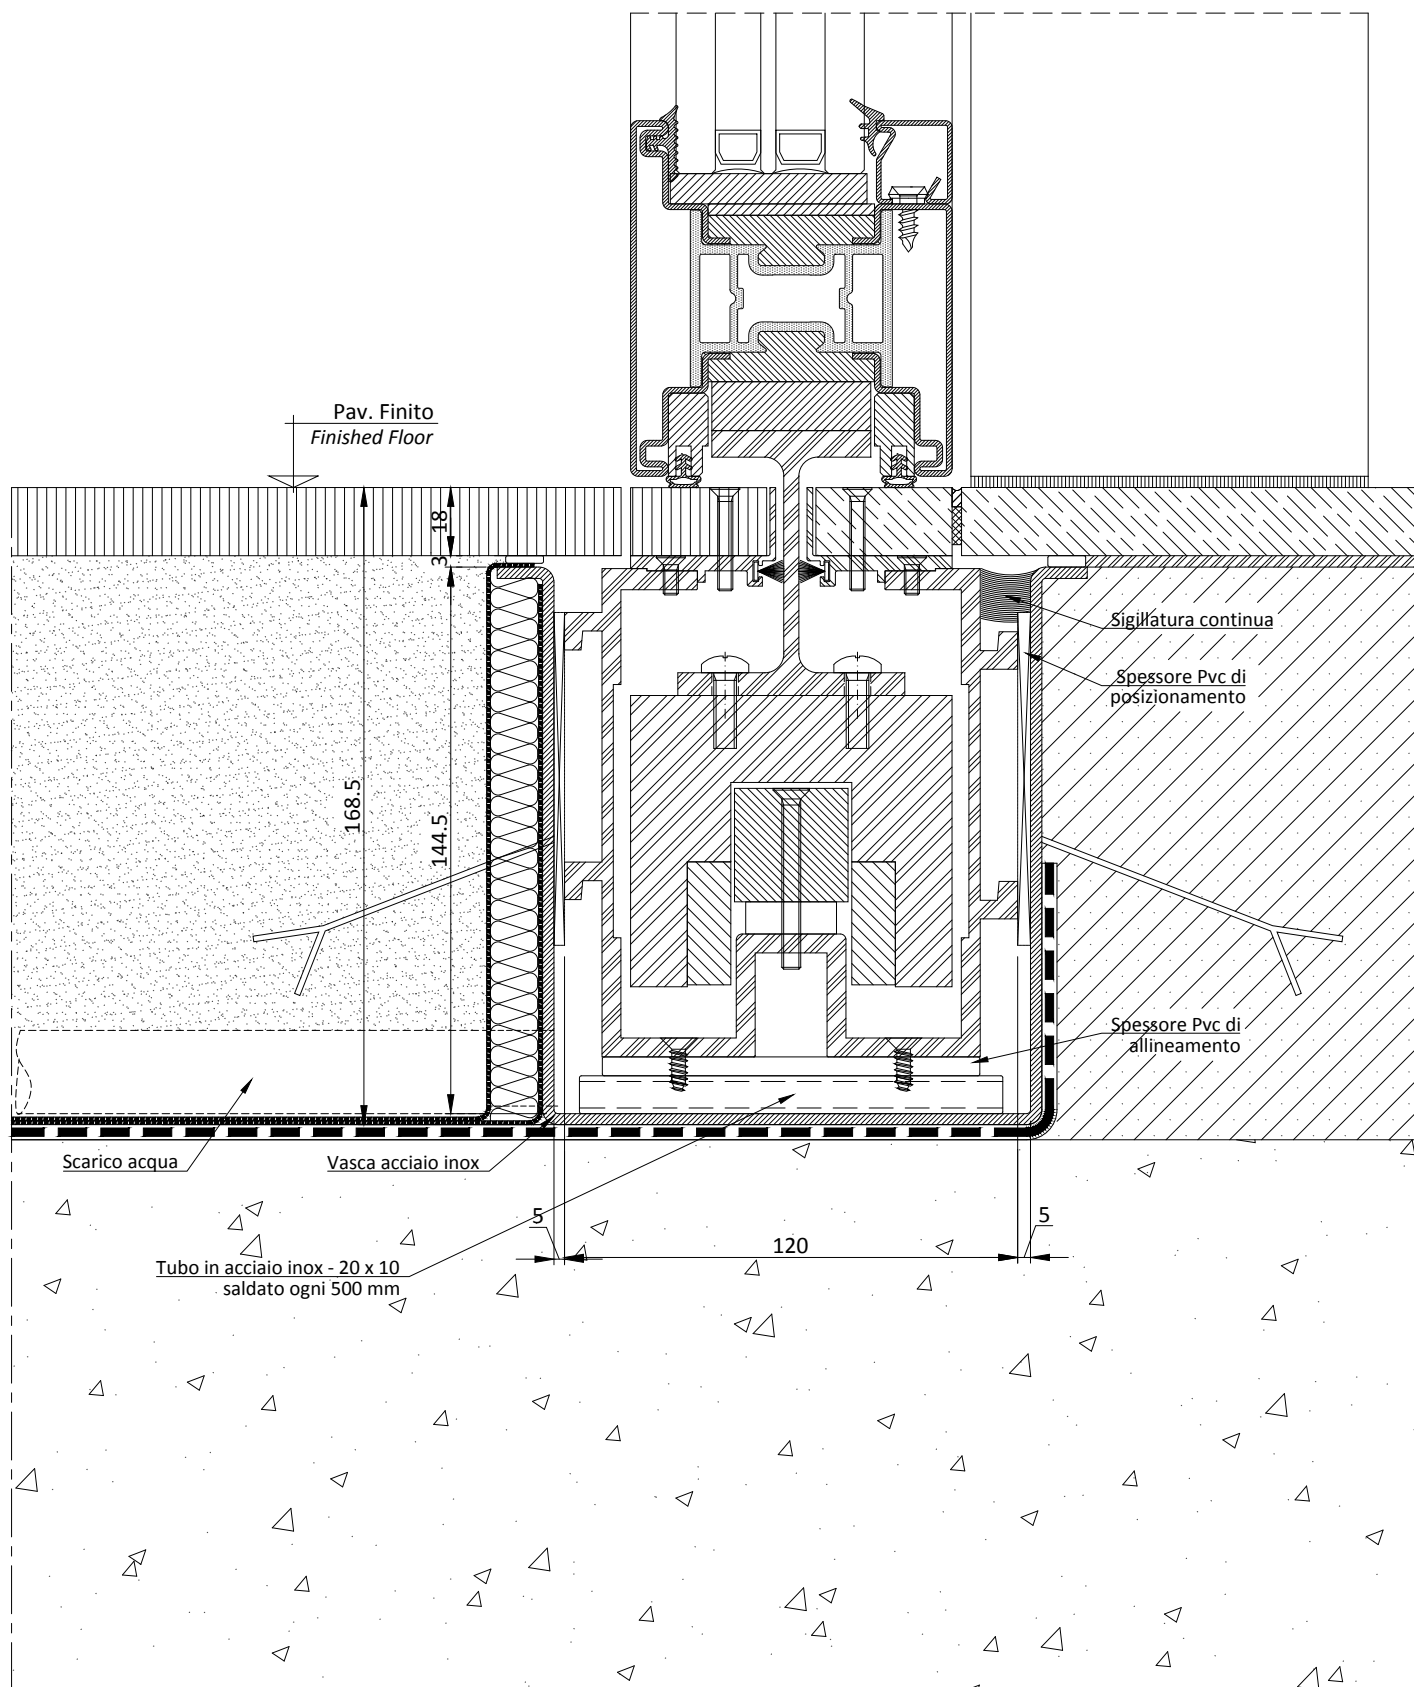 Pav. Finito
Finished Floor
18
3
168.5
144.5
Sigillatura continua
Spessore Pvc di
posizionamento
Spessore Pvc di
allineamento
Scarico acqua
Vasca acciaio inox
5
120
5
Tubo in acciaio inox - 20 x 10
saldato ogni 500 mm